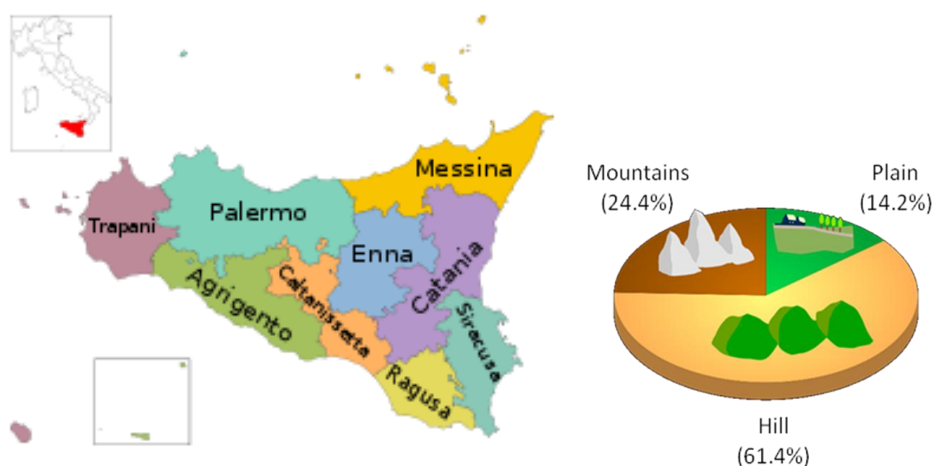 Messina
Palermo
Trapani
Enna
Catania
Agrigento
Caltanissetta
Siracusa
Ragusa
Mountains
(24.4%)
Plain
(14.2%)
Hill
(61.4%)